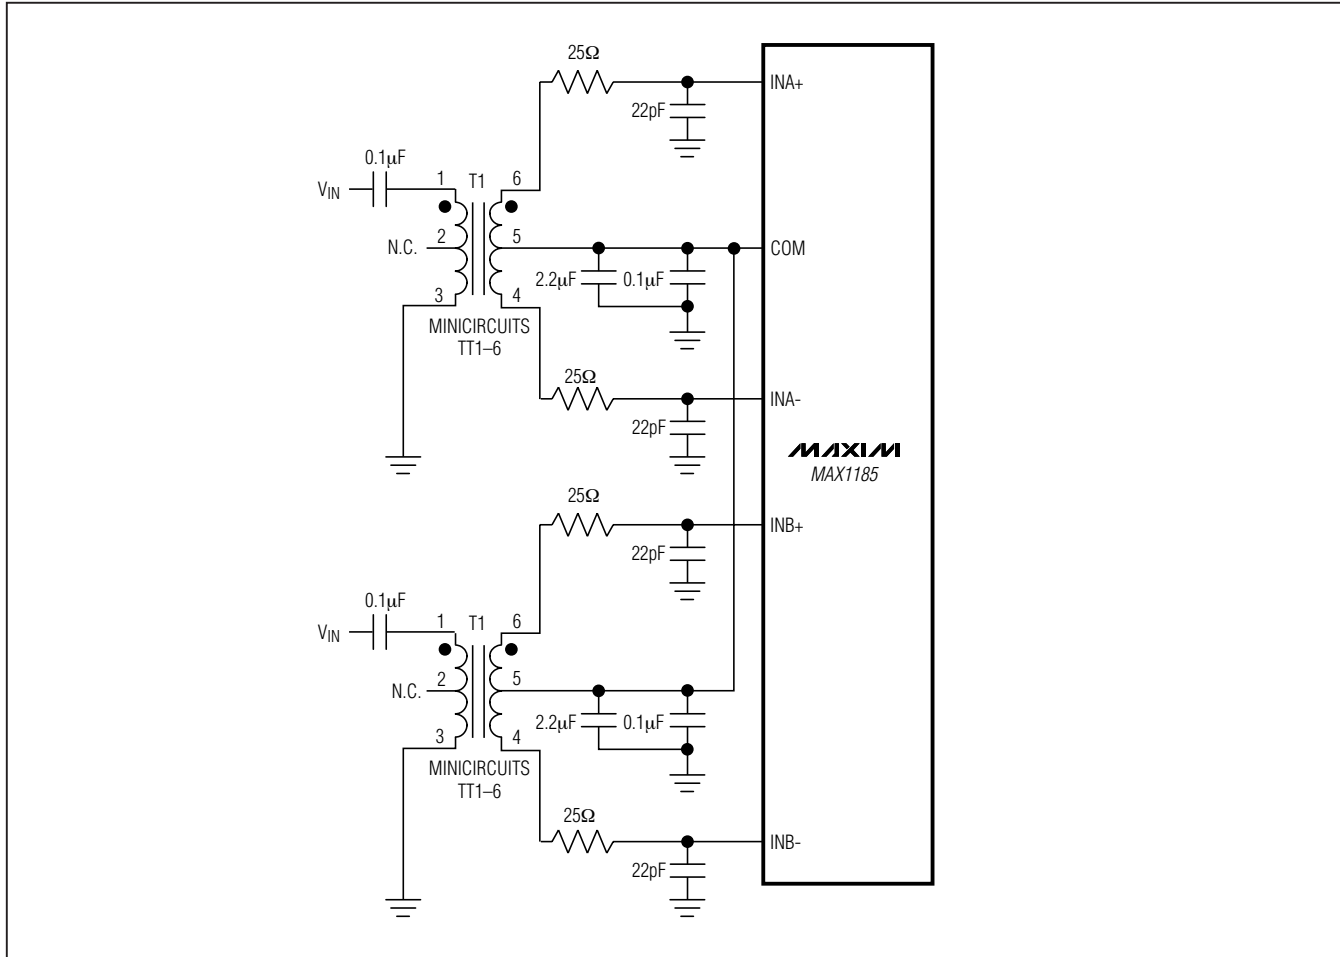 25Ω
INA+
22pF
0.1μF
VIN
1
T1
6
N.C.
2
5
COM
2.2μF
0.1μF
3
4
MINICIRCUITS
TT1–6
25Ω
INA-
22pF
MAXIM
MAX1185
25Ω
INB+
22pF
0.1μF
VIN
1
T1
6
N.C.
2
5
2.2μF
0.1μF
3
4
MINICIRCUITS
TT1–6
25Ω
INB-
22pF